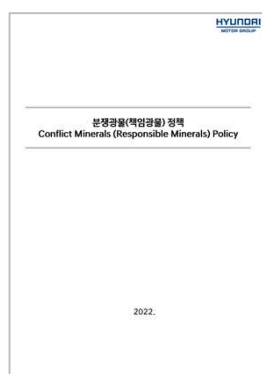 HYUNDAI
MOTOR GROUP
분쟁광물(책임광물) 정책
Conflict Minerals (Responsible Minerals) Policy
2022.